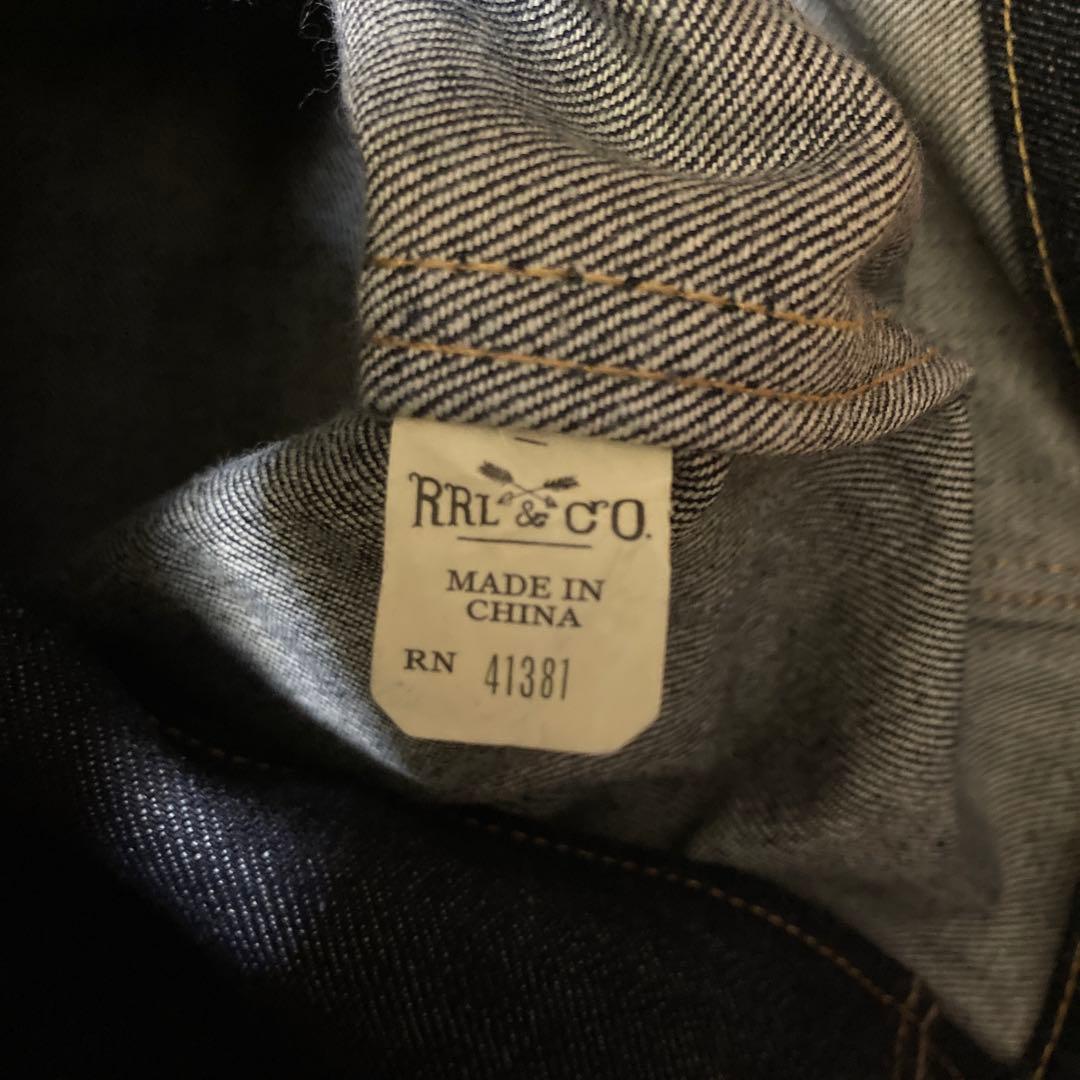 RRL & CO.
MADE IN
CHINA
RN 41381